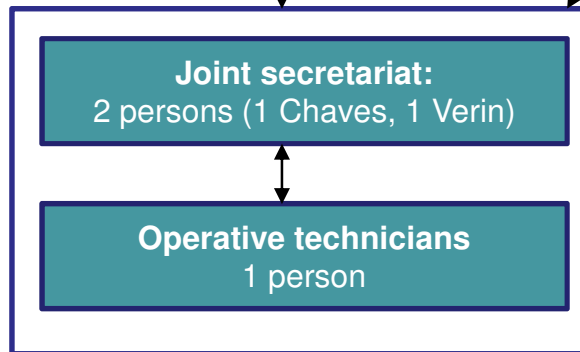 Joint secretariat:
2 persons (1 Chaves, 1 Verin)
Operative technicians
1 person